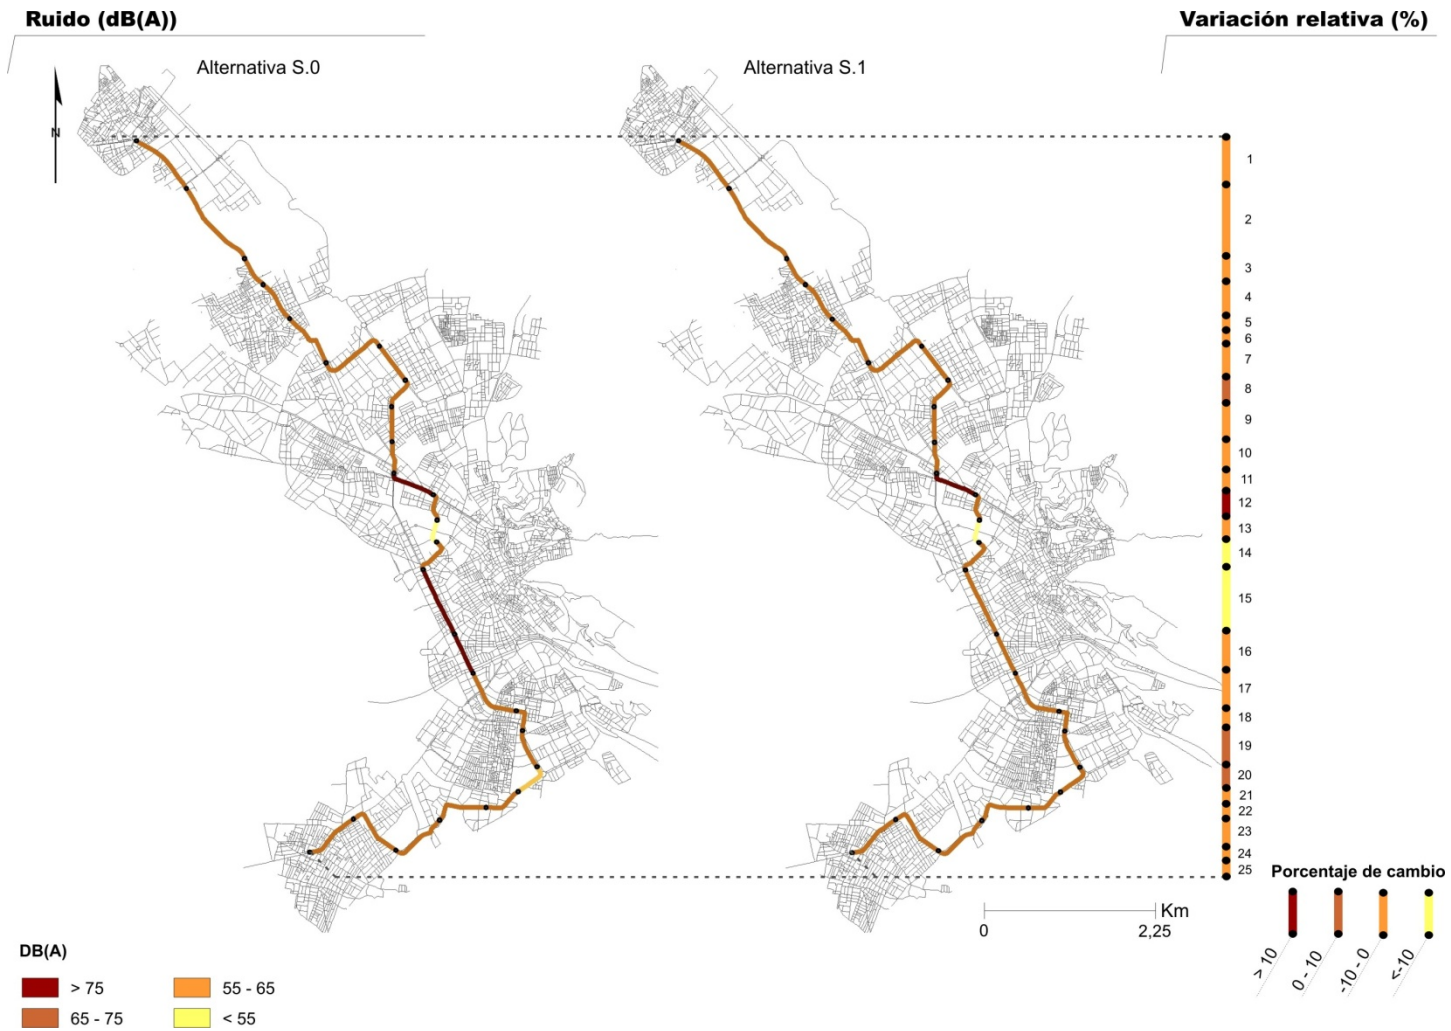 Ruido (dB(A))
Variación relativa (%)
Alternativa S.0
Alternativa S.1
N
1
2
3
4
5
6
7
8
9
10
11
12
13
14
15
16
17
18
19
20
21
22
23
24
25
Porcentaje de cambio
> 10
0 - 10
-10 - 0
<-10
Km
0
2,25
DB(A)
> 75
55 - 65
65 - 75
< 55